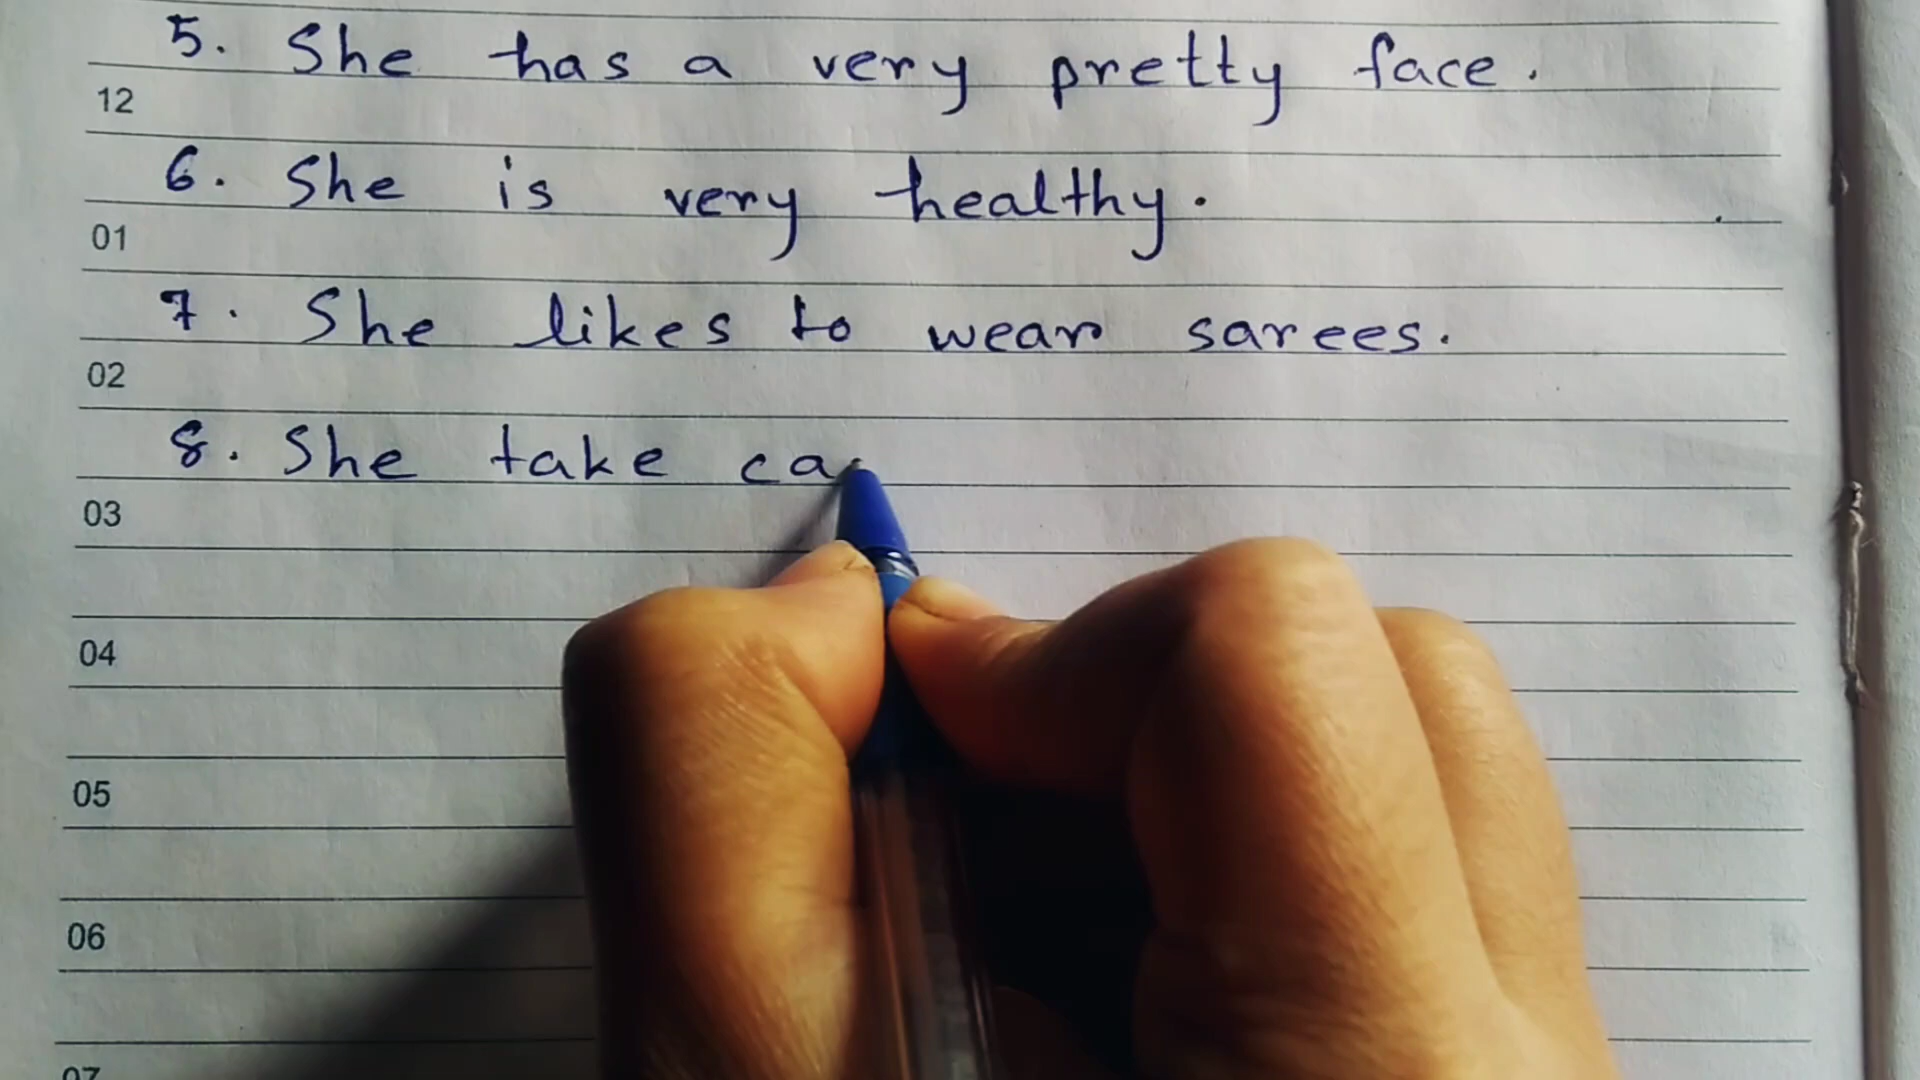 5. She has a very pretty face.
12
6. She is very healthy.
01
7. She likes to wear sarees.
02
8. She take ca
03
04
05
06
07